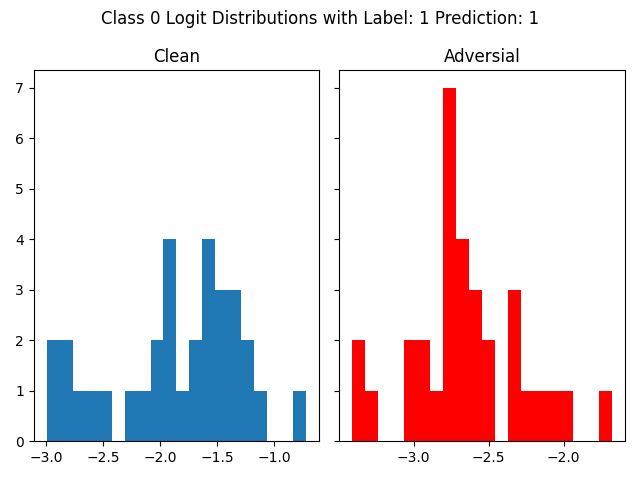 Class 0 Logit Distributions with Label: 1 Prediction: 1
Clean
Adversial
7
6
5
4
3
2
1
0
−3.0 −2.5 −2.0 −1.5 −1.0
−3.0 −2.5 −2.0